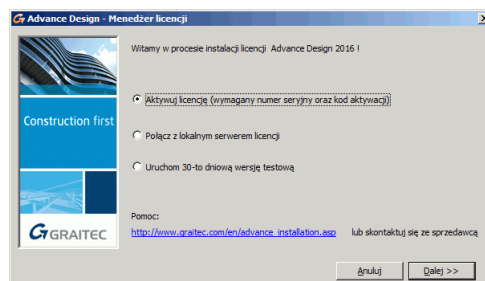 Advance Design - Menedżer licencji
Witamy w procesie instalacji licencji Advance Design 2016 !
Aktywuj licencję (wymagany numer seryjny oraz kod aktywacji)
Construction first
Połącz z lokalnym serwerem licencji
Uruchom 30-to dniową wersję testową
Pomoc:
GRAITEC
http://www.graitec.com/en/advance_installation.asp lub skontaktuj się ze sprzedawcą
Anuluj Dalej >>